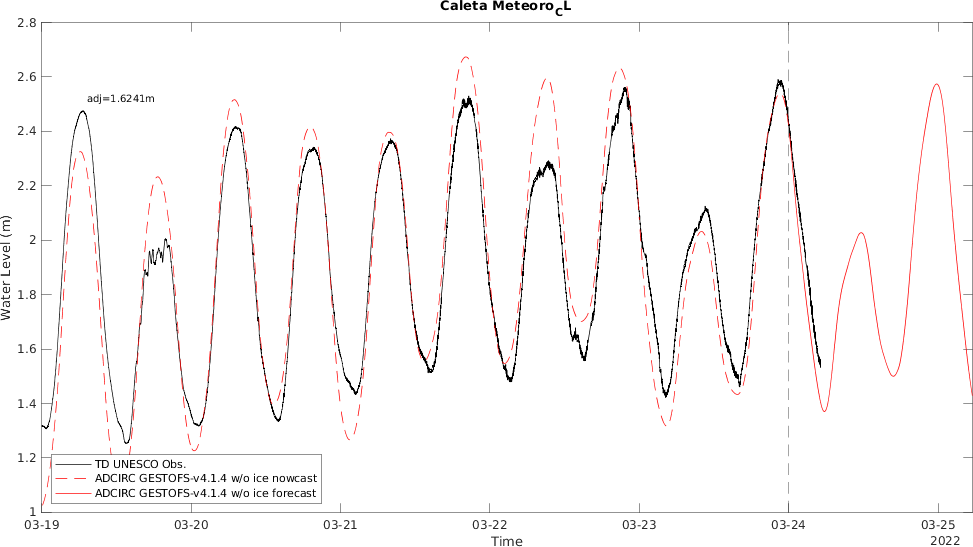 Caleta Meteoro_CL
2.8
2.6
adj=1.6241m
2.4
2.2
2
1.8
1.6
1.4
1.2
1
Water Level (m)
TD UNESCO Obs.
ADCIRC GESTOFS-v4.1.4 w/o ice nowcast
ADCIRC GESTOFS-v4.1.4 w/o ice forecast
03-19 03-20 03-21 03-22 03-23 03-24 03-25
Time 2022